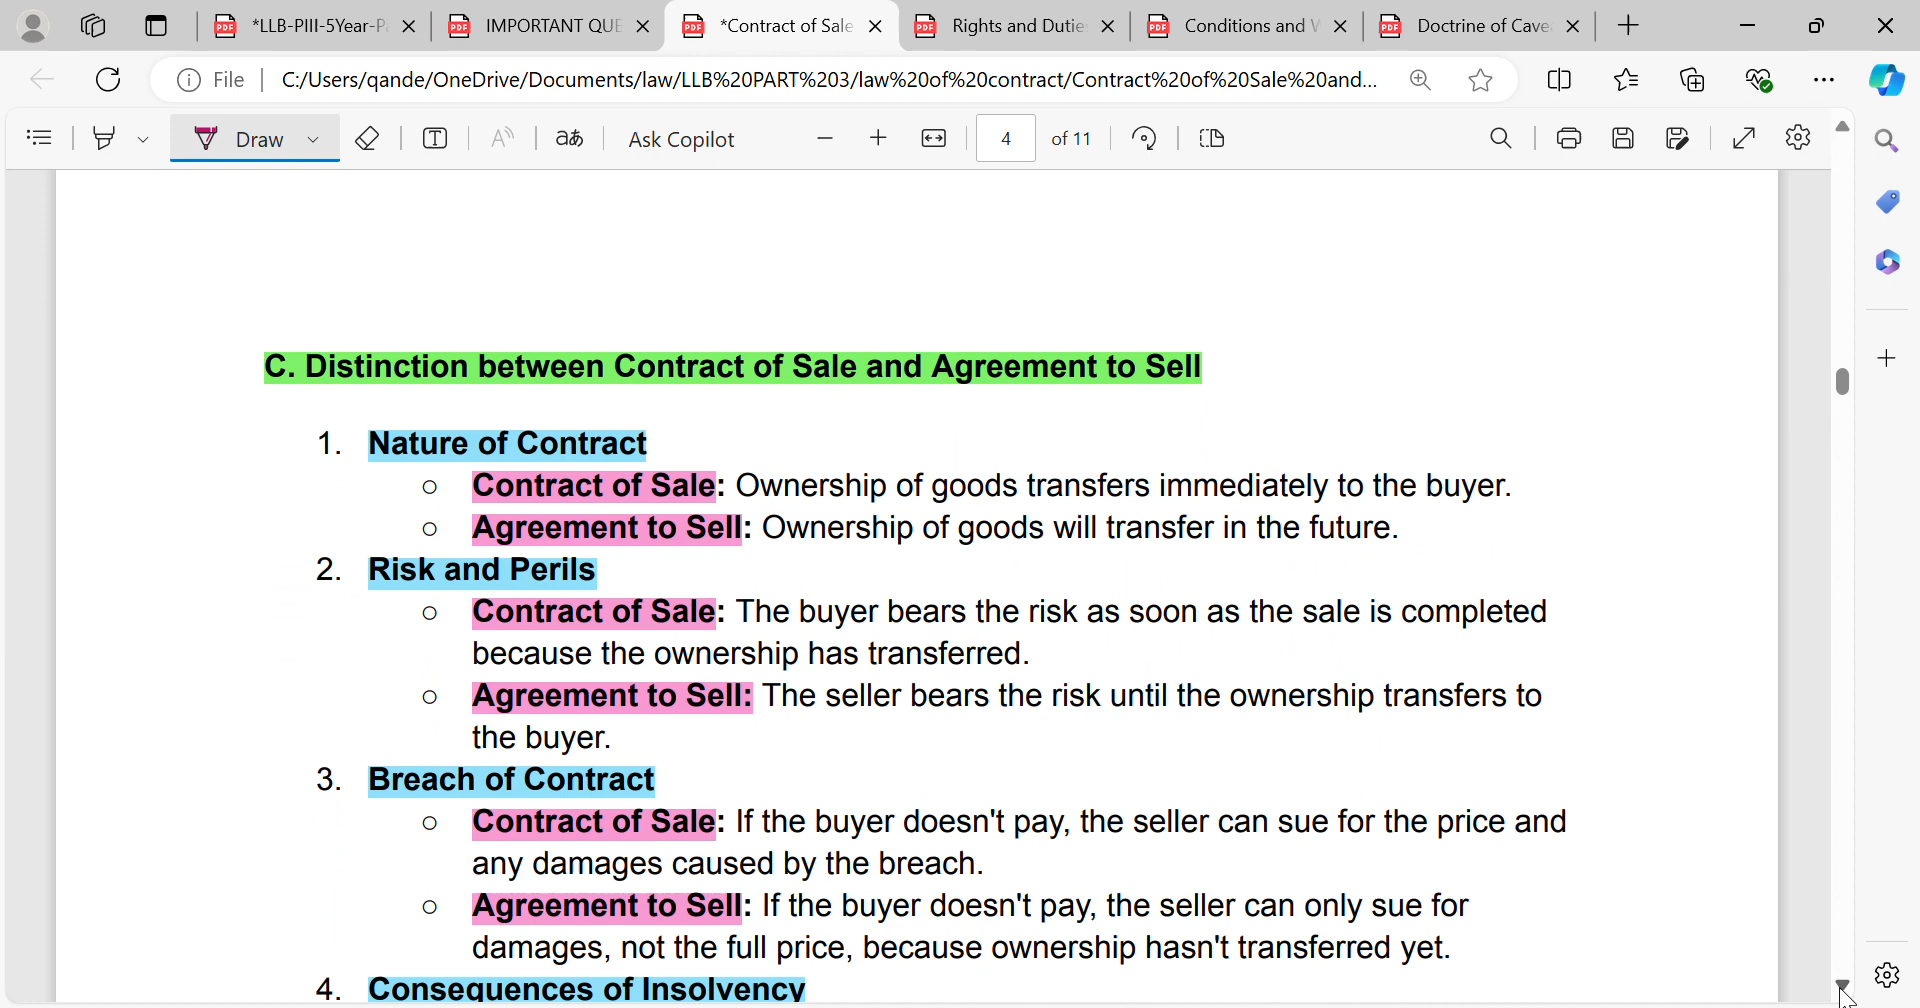 *LLB-PIII-5Year-P
IMPORTANT QUE
*Contract of Sale
Rights and Dutie
Conditions and W
Doctrine of Cave
File
C:/Users/qande/OneDrive/Documents/law/LLB%20PART%203/law%20of%20contract/Contract%20of%20Sale%20and...
Draw
aあ
Ask Copilot
4 of 11
C. Distinction between Contract of Sale and Agreement to Sell
1. Nature of Contract
○ Contract of Sale: Ownership of goods transfers immediately to the buyer.
○ Agreement to Sell: Ownership of goods will transfer in the future.
2. Risk and Perils
○ Contract of Sale: The buyer bears the risk as soon as the sale is completed
because the ownership has transferred.
○ Agreement to Sell: The seller bears the risk until the ownership transfers to
the buyer.
3. Breach of Contract
○ Contract of Sale: If the buyer doesn't pay, the seller can sue for the price and
any damages caused by the breach.
○ Agreement to Sell: If the buyer doesn't pay, the seller can only sue for
damages, not the full price, because ownership hasn't transferred yet.
4. Consequences of Insolvency